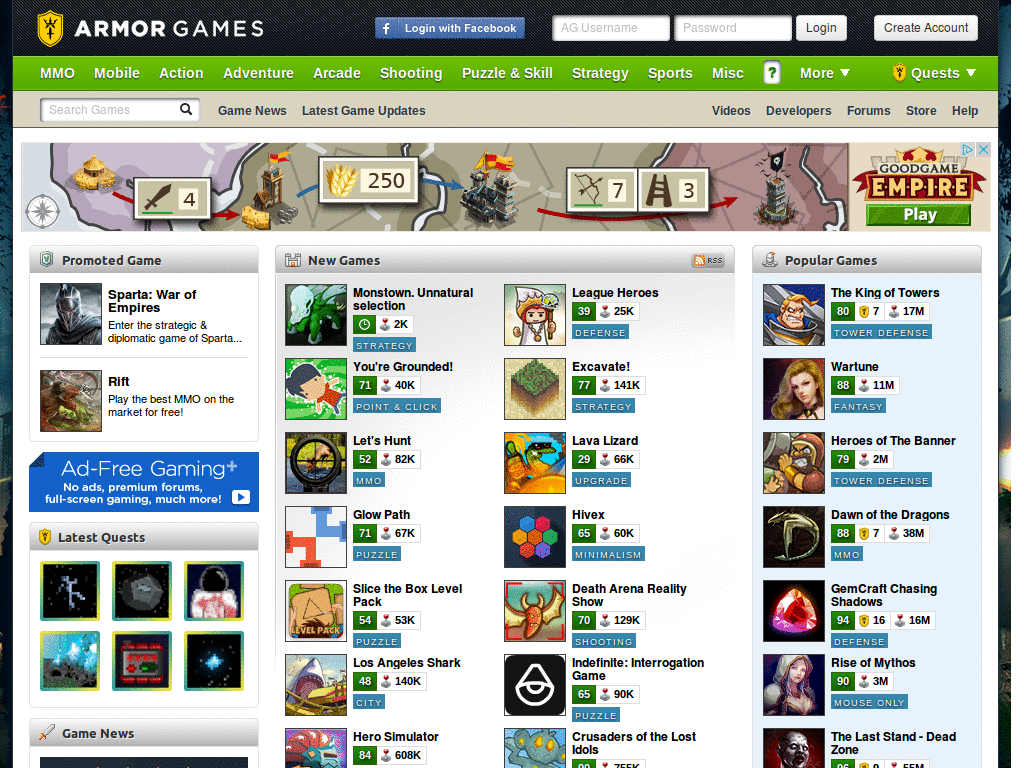 ARMOR GAMES
Login with Facebook
AG Username
Password
Login
Create Account
MMO
Mobile
Action
Adventure
Arcade
Shooting
Puzzle & Skill
Strategy
Sports
Misc
?
More
Quests
Search Games
Game News
Latest Game Updates
Videos
Developers
Forums
Store
Help
4
250
7
3
GOODGAME
EMPIRE
Play
Promoted Game
Sparta: War of
Empires
Enter the strategic &
diplomatic game of Sparta...
Rift
Play the best MMO on the
market for free!
Ad-Free Gaming+
No ads, premium forums,
full-screen gaming, much more!
Latest Quests
Game News
New Games
RSS
Monstown. Unnatural
selection
2K
STRATEGY
League Heroes
39 25K
DEFENSE
You're Grounded!
71 40K
POINT & CLICK
Excavate!
77 141K
STRATEGY
Let's Hunt
52 82K
MMO
Lava Lizard
29 66K
UPGRADE
Glow Path
71 67K
PUZZLE
Hivex
65 60K
MINIMALISM
LEVEL PACK
Slice the Box Level
Pack
54 53K
PUZZLE
Death Arena Reality
Show
70 129K
SHOOTING
Los Angeles Shark
48 140K
CITY
Indefinite: Interrogation
Game
65 90K
PUZZLE
Hero Simulator
84 608K
Crusaders of the Lost
Idols
90 755K
Popular Games
The King of Towers
80 7 17M
TOWER DEFENSE
Wartune
88 11M
FANTASY
Heroes of The Banner
79 2M
TOWER DEFENSE
Dawn of the Dragons
88 7 38M
MMO
GemCraft Chasing
Shadows
94 16 16M
DEFENSE
Rise of Mythos
90 3M
MOUSE ONLY
The Last Stand - Dead
Zone
96 9 55M